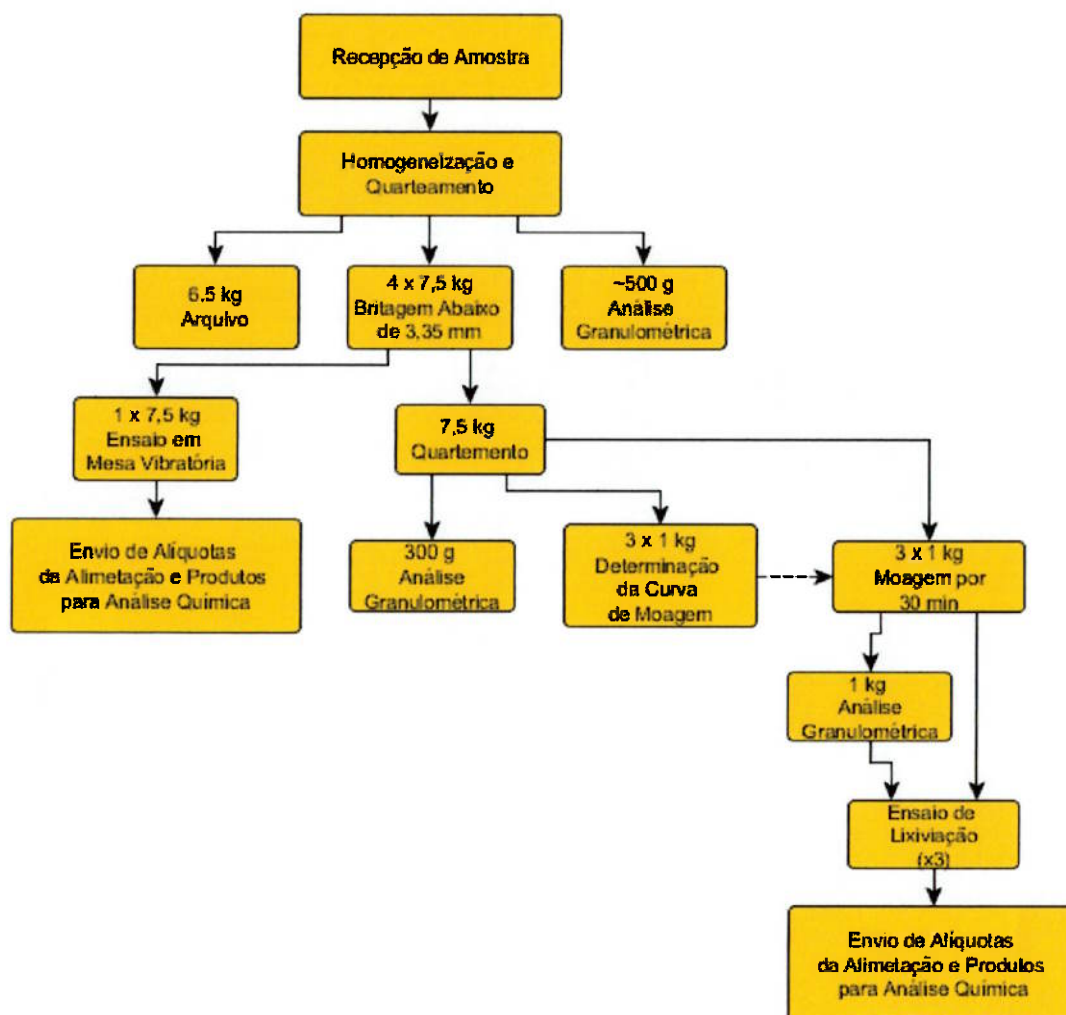 Recepção de Amostra
Homogeneização e
Quarteamento
6.5 kg
Arquivo
4 x 7,5 kg
Britagem Abaixo
de 3,35 mm
~500 g
Análise
Granulométrica
1 x 7,5 kg
Ensaio em
Mesa Vibratória
7,5 kg
Quartemento
Envio de Alíquotas
da Alimetação e Produtos
para Análise Química
300 g
Análise
Granulométrica
3 x 1 kg
Determinação
da Curva
de Moagem
3 x 1 kg
Moagem por
30 min
1 kg
Análise
Granulométrica
Ensaio de
Lixiviação
(x3)
Envio de Alíquotas
da Alimetação e Produtos
para Análise Química